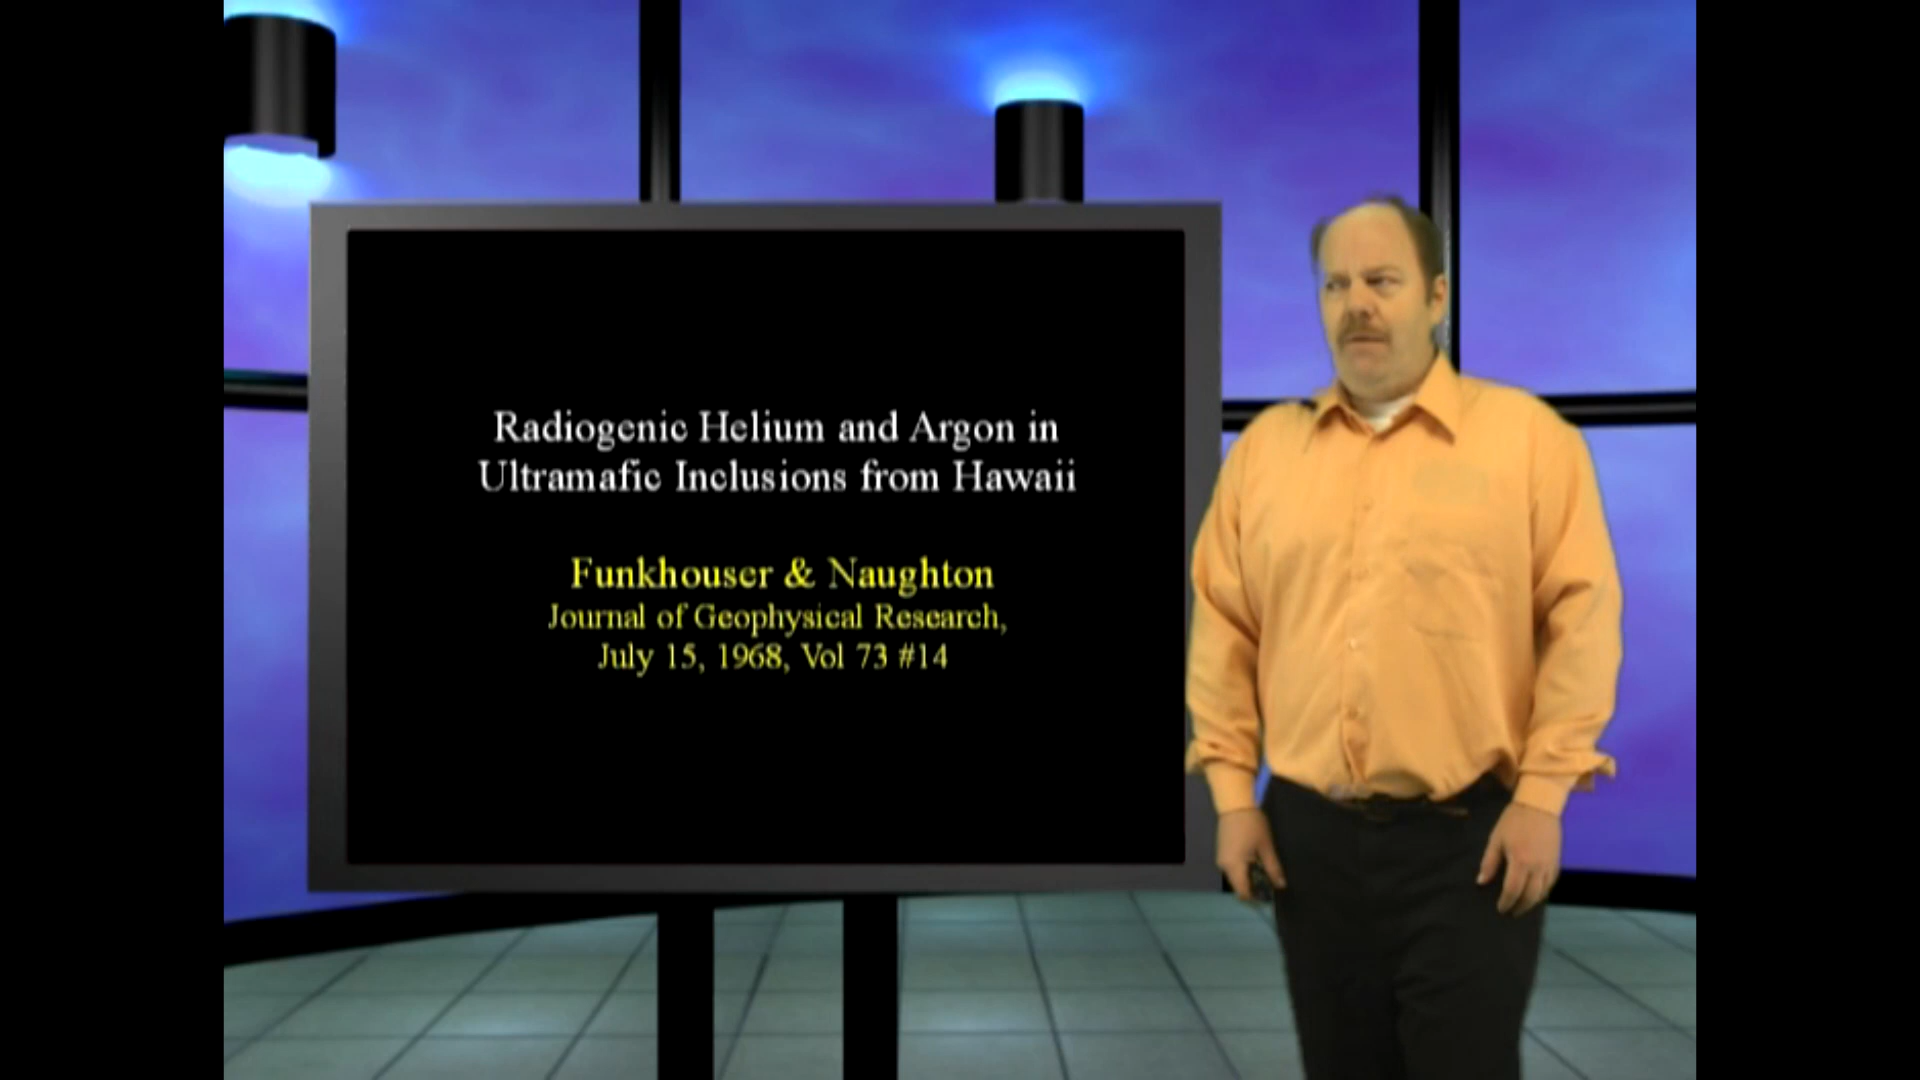 Radiogenic Helium and Argon in
Ultramafic Inclusions from Hawaii
Funkhouser & Naughton
Journal of Geophysical Research,
July 15, 1968, Vol 73 #14